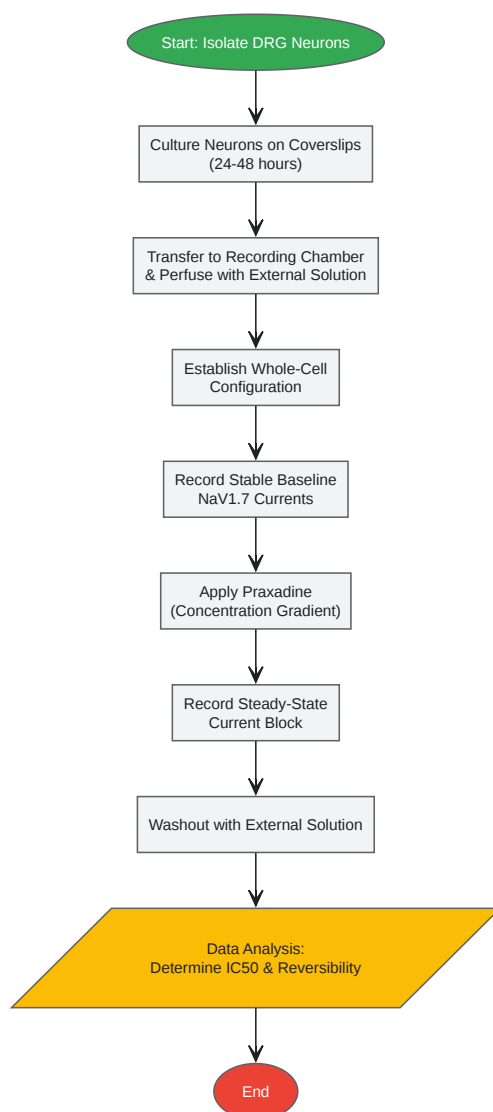 Start: Isolate DRG Neurons
Culture Neurons on Coverslips
(24-48 hours)
Transfer to Recording Chamber
& Perfuse with External Solution
Establish Whole-Cell
Configuration
Record Stable Baseline
NaV1.7 Currents
Apply Praxadine
(Concentration Gradient)
Record Steady-State
Current Block
Washout with External Solution
Data Analysis:
Determine IC50 & Reversibility
End